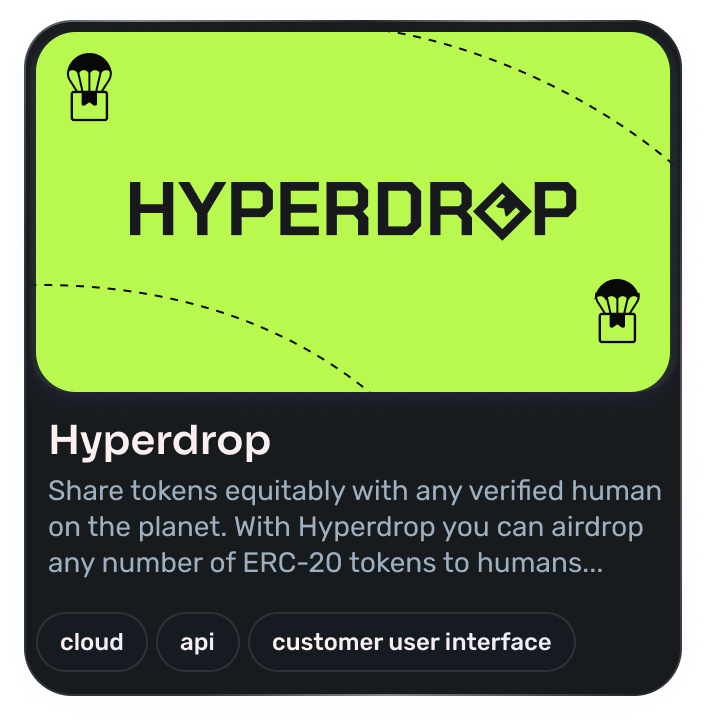 HYPERDROP
Hyperdrop
Share tokens equitably with any verified human
on the planet. With Hyperdrop you can airdrop
any number of ERC-20 tokens to humans...
cloud
api
customer user interface